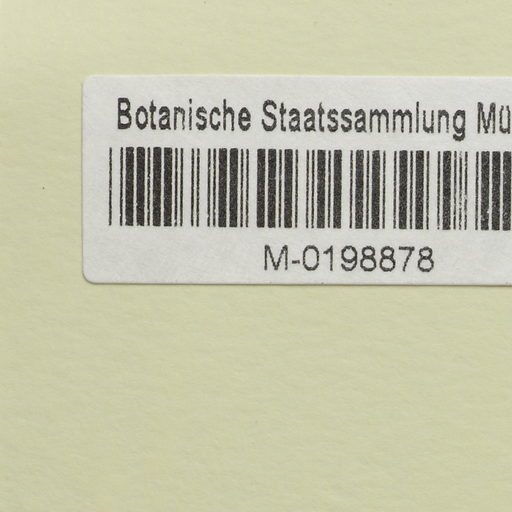 Botanische Staatssammlung Mü
M-0198878